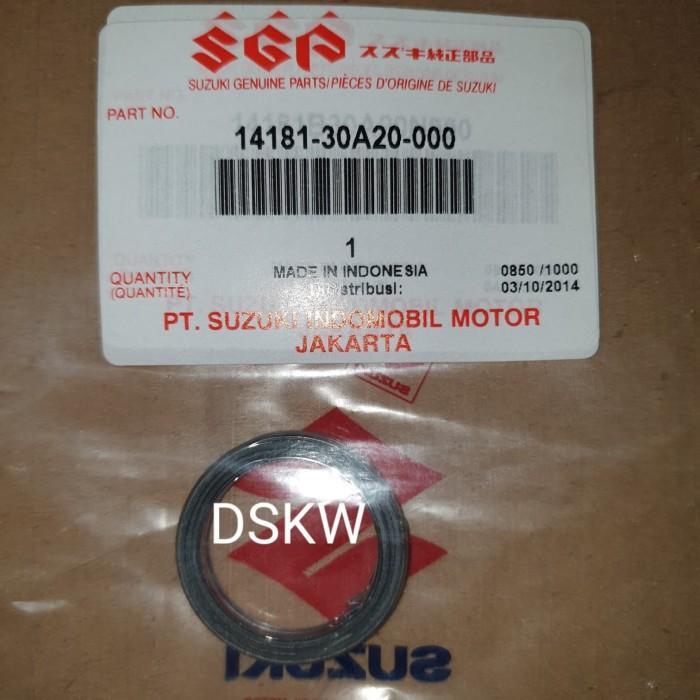 SGP スズキ純正部品
SUZUKI GENUINE PARTS/PIÈCES D'ORIGINE DE SUZUKI
PART NO.
14181-30A20-000
1
QUANTITY
(QUANTITÉ)
MADE IN INDONESIA
0850 /1000
03/10/2014
PT. SUZUKI INDOMOBIL MOTOR
JAKARTA
DSKW
SUZUKI